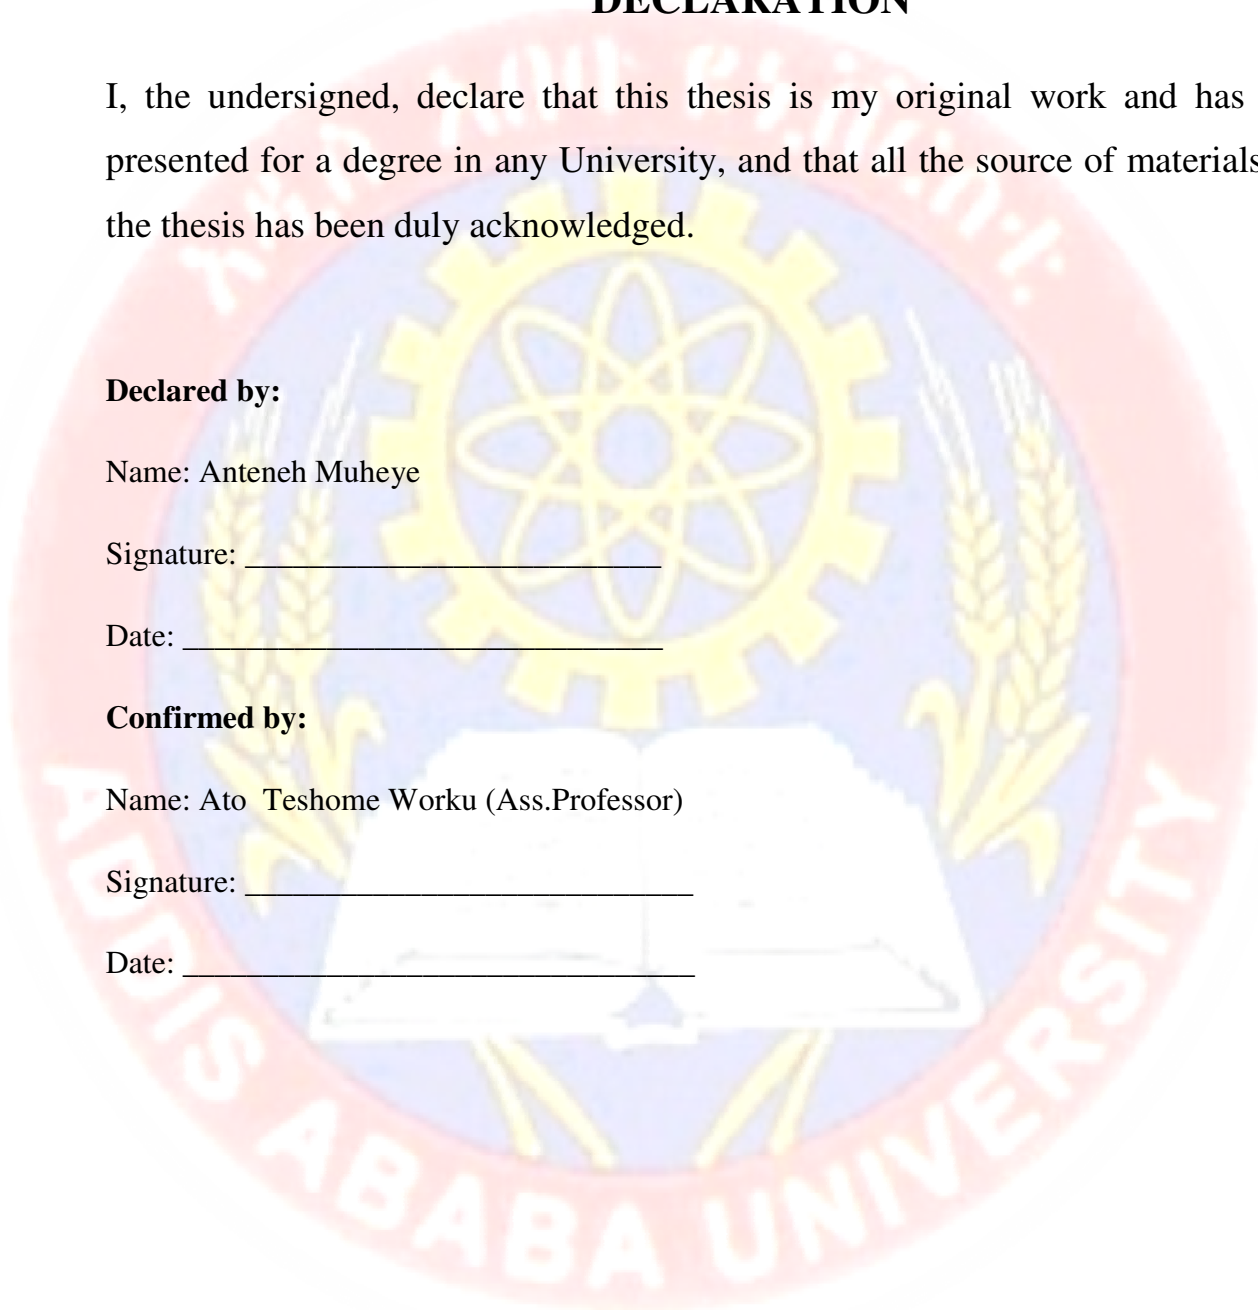 DECLARATION
I, the undersigned, declare that this thesis is my original work and has
presented for a degree in any University, and that all the source of materials
the thesis has been duly acknowledged.
Declared by:
Name: Anteneh Muheye
Signature: __________________________
Date: ______________________________
Confirmed by:
Name: Ato  Teshome Worku (Ass.Professor)
Signature: ____________________________
Date: ________________________________
ADDIS ABABA UNIVERSITY